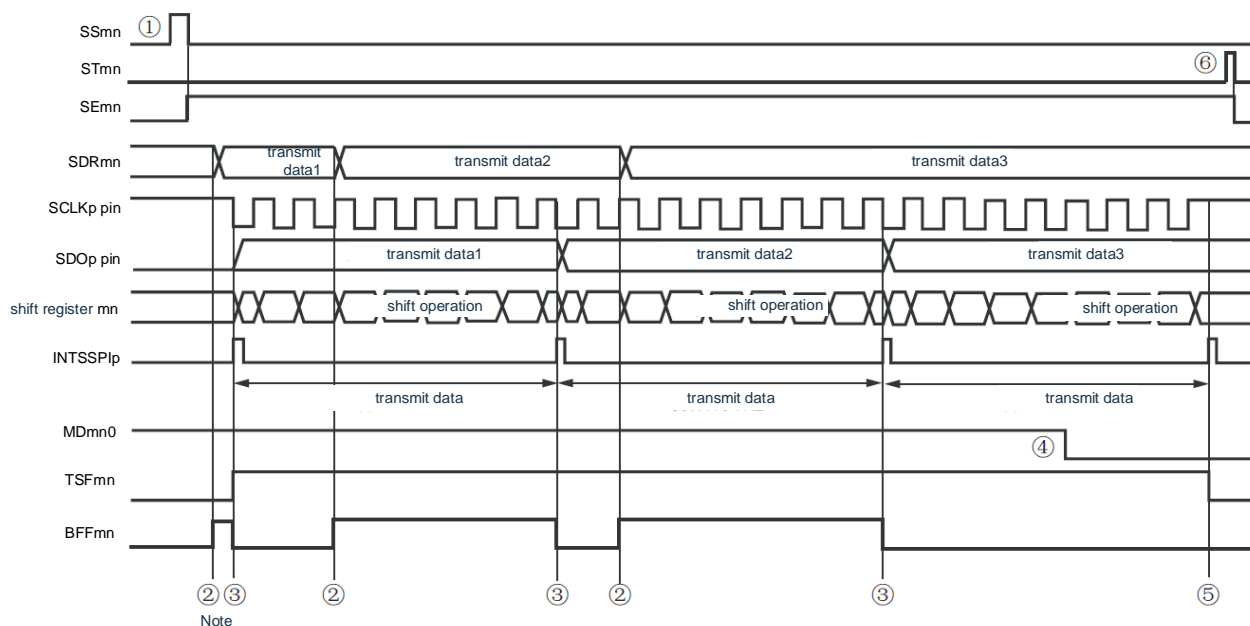 ① SSmn
⑥ STmn
SEmn
SDRmn
transmit
data1
transmit data2
transmit data3
SCLKp pin
SDOp pin
transmit data1
transmit data2
transmit data3
shift register mn
shift operation
shift operation
shift operation
INTSSPIp
transmit data
transmit data
transmit data
MDmn0
④
TSFmn
BFFmn
② ③ ② ③ ② ③ ⑤
Note